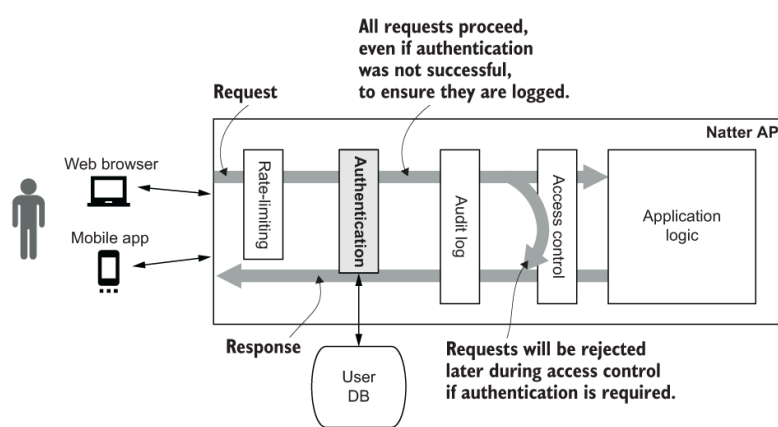 All requests proceed,
even if authentication
was not successful,
to ensure they are logged.
Request
Natter AP
Web browser
Mobile app
Rate-limiting
Authentication
Audit log
Access control
Application
logic
Response
User
DB
Requests will be rejected
later during access control
if authentication is required.